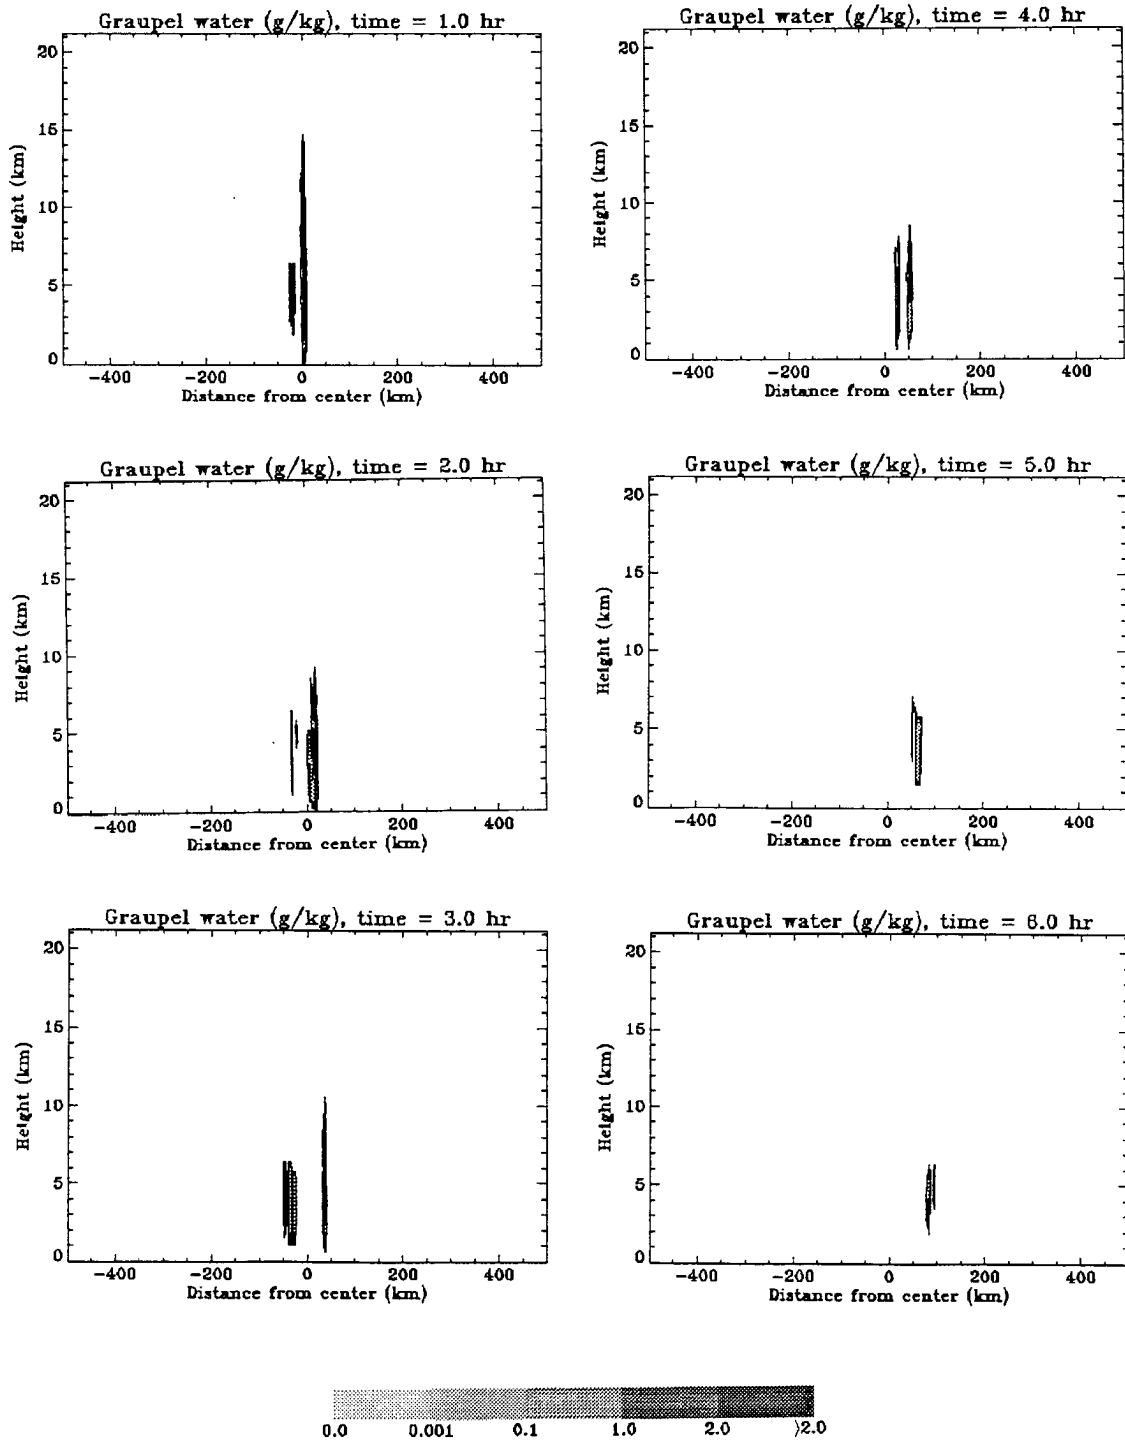 Graupel water (g/kg), time = 1.0 hr
20
15
10
5
0
Height (km)
-400 -200 0 200 400
Distance from center (km)
Graupel water (g/kg), time = 2.0 hr
20
15
10
5
0
Height (km)
-400 -200 0 200 400
Distance from center (km)
Graupel water (g/kg), time = 3.0 hr
20
15
10
5
0
Height (km)
-400 -200 0 200 400
Distance from center (km)
Graupel water (g/kg), time = 4.0 hr
20
15
10
5
0
Height (km)
-400 -200 0 200 400
Distance from center (km)
Graupel water (g/kg), time = 5.0 hr
20
15
10
5
0
Height (km)
-400 -200 0 200 400
Distance from center (km)
Graupel water (g/kg), time = 6.0 hr
20
15
10
5
0
Height (km)
-400 -200 0 200 400
Distance from center (km)
0.0 0.001 0.1 1.0 2.0 >2.0